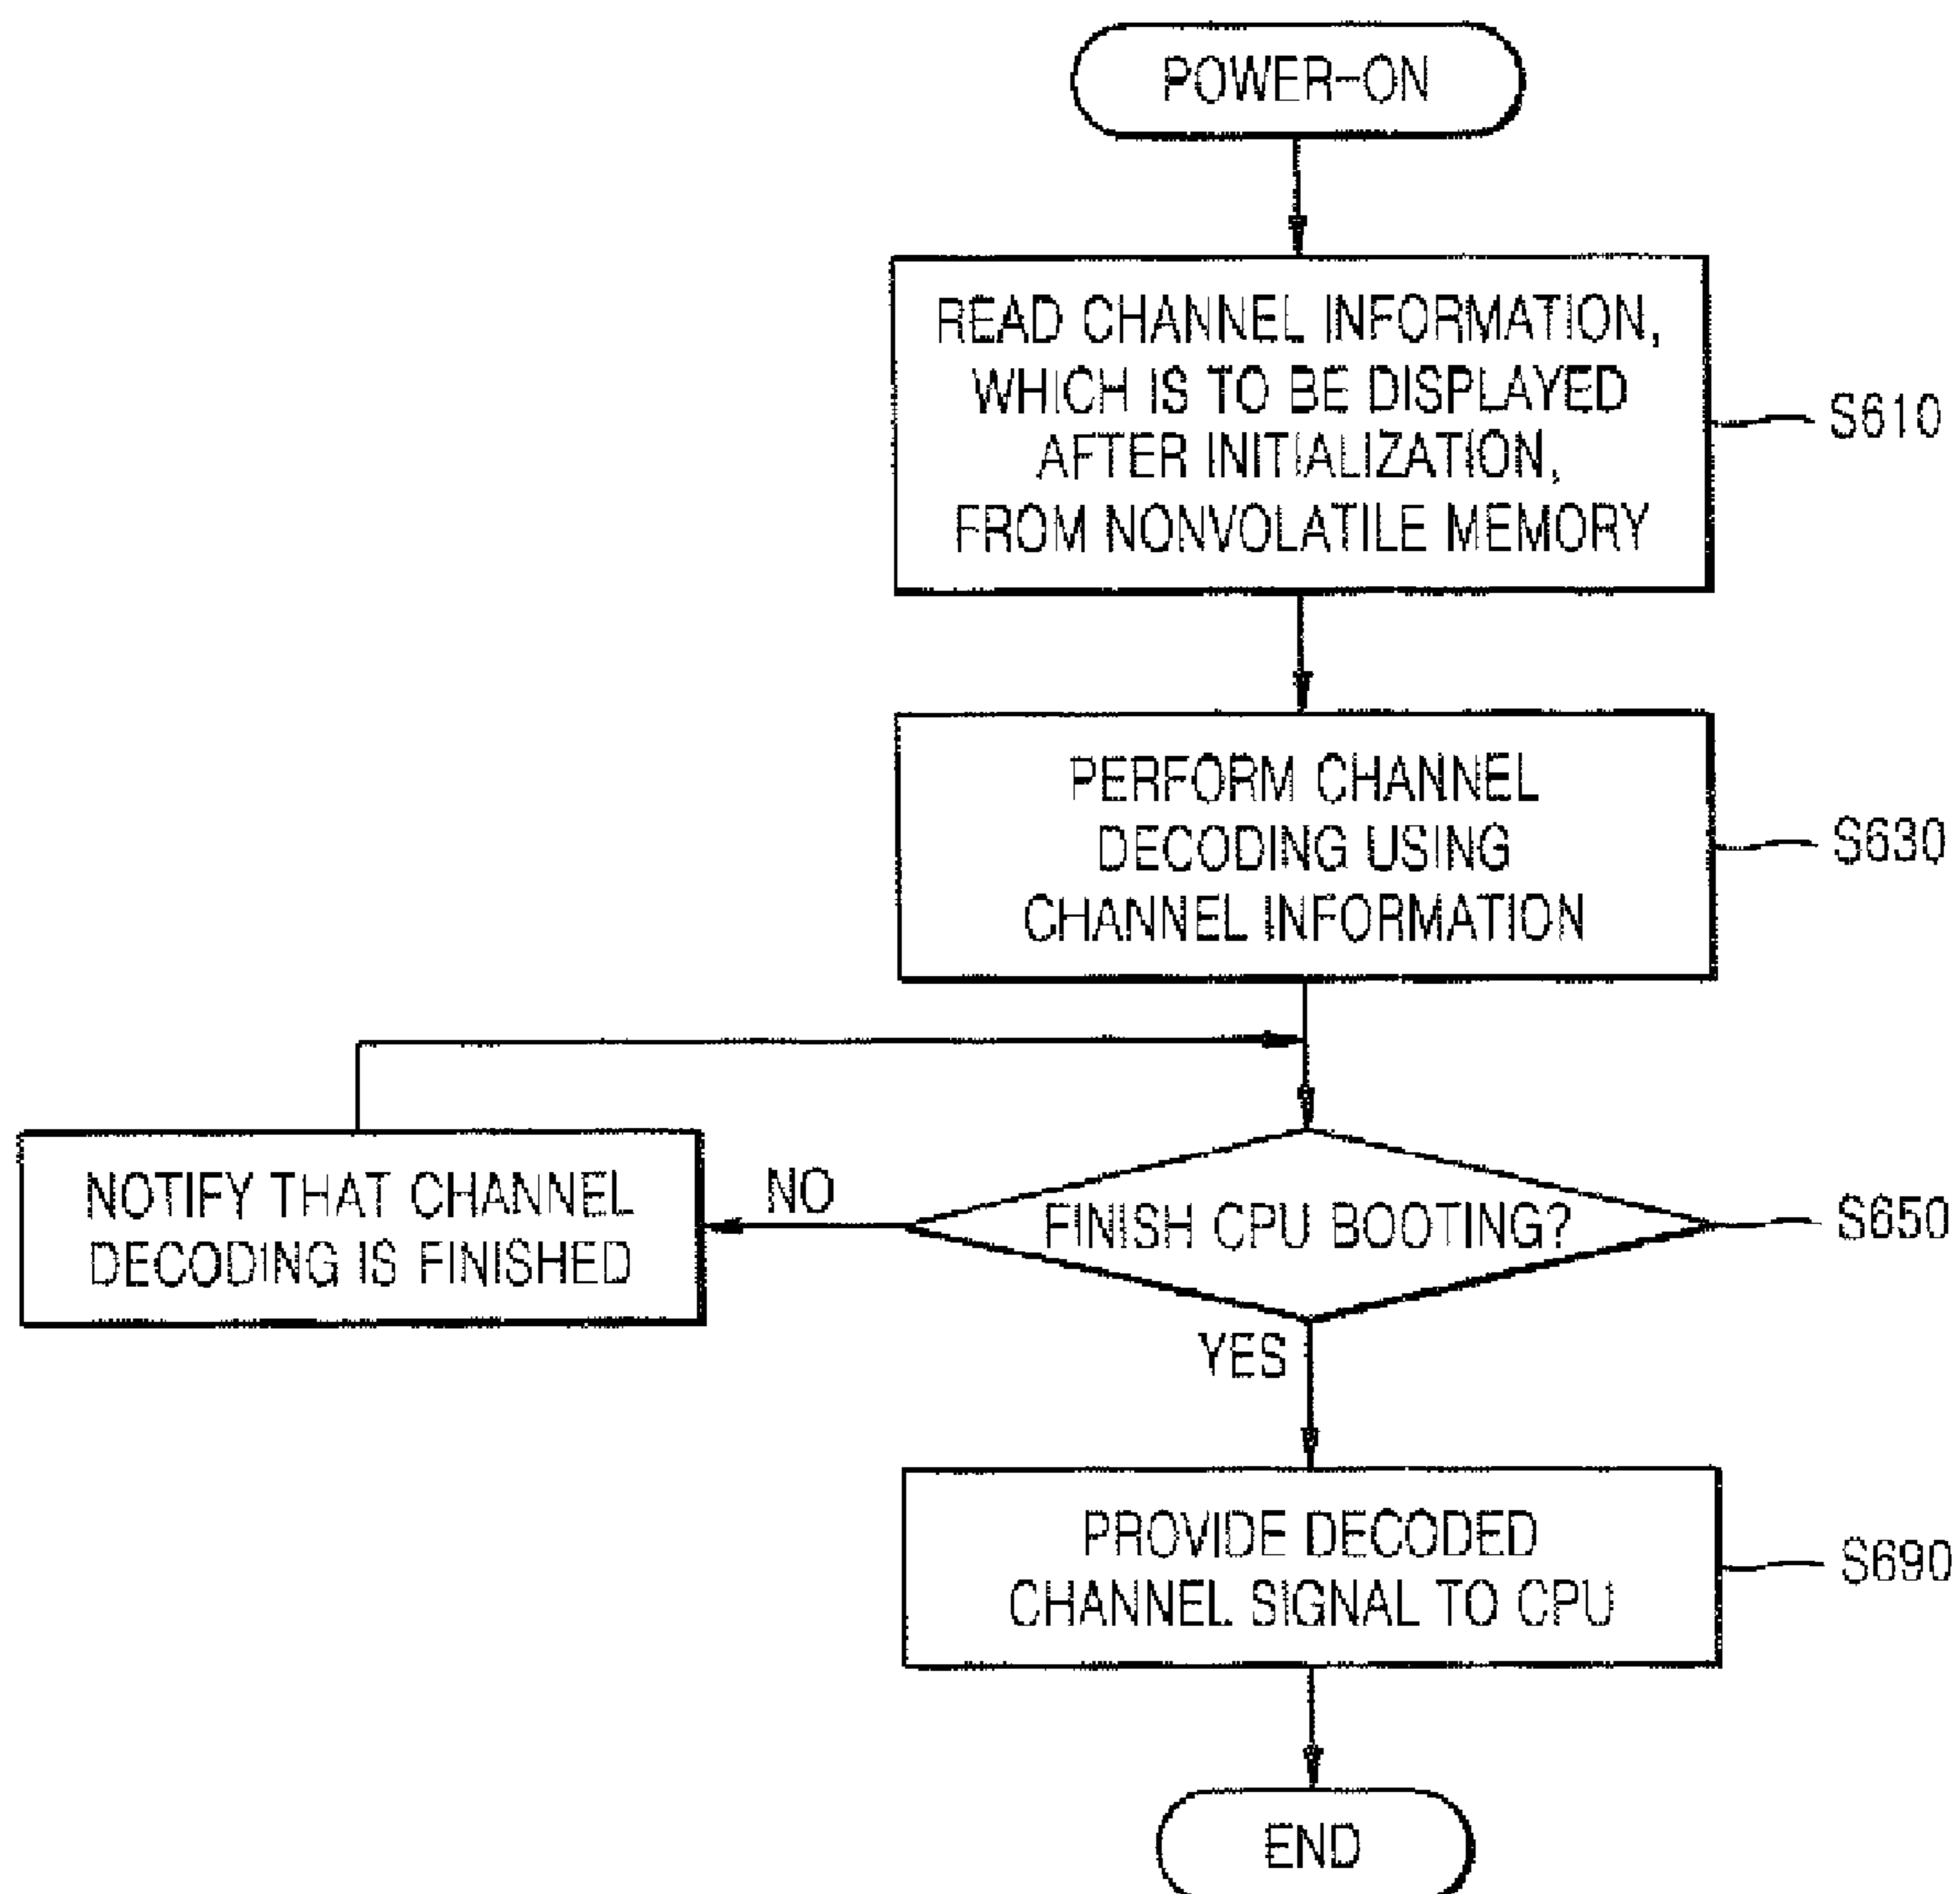 POWER-ON
READ CHANNEL INFORMATION,
WHICH IS TO BE DISPLAYED
AFTER INITIALIZATION,
FROM NONVOLATILE MEMORY
S610
PERFORM CHANNEL
DECODING USING
CHANNEL INFORMATION
S630
NOTIFY THAT CHANNEL
DECODING IS FINISHED
NO
FINISH CPU BOOTING?
S650
YES
PROVIDE DECODED
CHANNEL SIGNAL TO CPU
S690
END